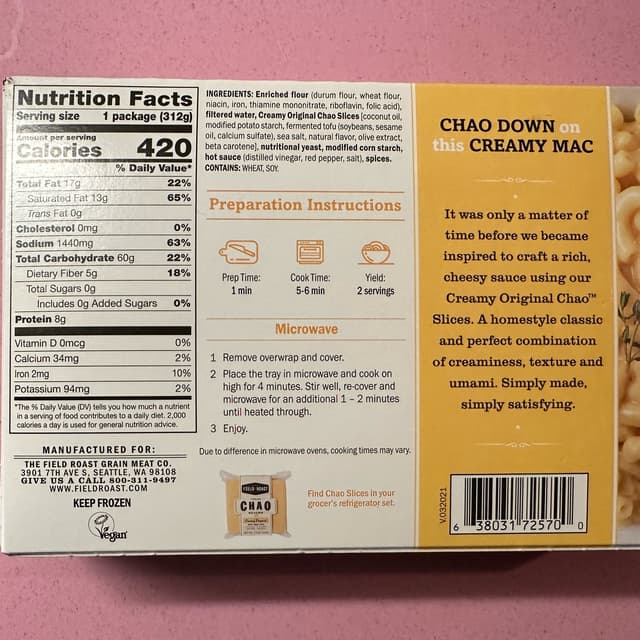 Nutrition Facts
Serving size 1 package (312g)
Amount per serving
Calories 420
% Daily Value*
Total Fat 17g 22%
Saturated Fat 13g 65%
Trans Fat 0g
Cholesterol 0mg 0%
Sodium 1440mg 63%
Total Carbohydrate 60g 22%
Dietary Fiber 5g 18%
Total Sugars 0g
Includes 0g Added Sugars 0%
Protein 8g
Vitamin D 0mcg 0%
Calcium 34mg 2%
Iron 2mg 10%
Potassium 94mg 2%
*The % Daily Value (DV) tells you how much a nutrient
in a serving of food contributes to a daily diet. 2,000
calories a day is used for general nutrition advice.
MANUFACTURED FOR:
THE FIELD ROAST GRAIN MEAT CO.
3901 7TH AVE S, SEATTLE, WA 98108
GIVE US A CALL 800-311-9497
WWW.FIELDROAST.COM
KEEP FROZEN
Vegan
INGREDIENTS: Enriched flour (durum flour, wheat flour,
niacin, iron, thiamine mononitrate, riboflavin, folic acid),
filtered water, Creamy Original Chao Slices [coconut oil,
modified potato starch, fermented tofu (soybeans, sesame
oil, calcium sulfate), sea salt, natural flavor, olive extract,
beta carotene], nutritional yeast, modified corn starch,
hot sauce (distilled vinegar, red pepper, salt), spices.
CONTAINS: WHEAT, SOY.
Preparation Instructions
Prep Time:
1 min
Cook Time:
5-6 min
Yield:
2 servings
Microwave
1 Remove overwrap and cover.
2 Place the tray in microwave and cook on
high for 4 minutes. Stir well, re-cover and
microwave for an additional 1 – 2 minutes
until heated through.
3 Enjoy.
Due to difference in microwave ovens, cooking times may vary.
FIELD ROAST
CHAO
Find Chao Slices in your
grocer's refrigerator set.
CHAO DOWN on
this CREAMY MAC
It was only a matter of
time before we became
inspired to craft a rich,
cheesy sauce using our
Creamy Original Chao™
Slices. A homestyle classic
and perfect combination
of creaminess, texture and
umami. Simply made,
simply satisfying.
V.032021
6 38031 72570 0